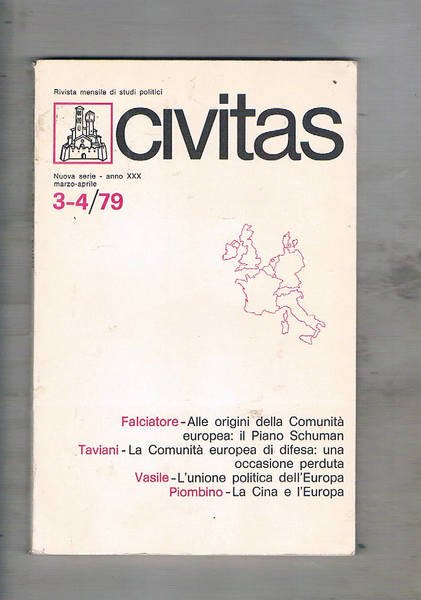 Rivista mensile di studi politici
civitas
Nuova serie - anno XXX
marzo-aprile
3-4/79
Falciatore - Alle origini della Comunità
europea: il Piano Schuman
Taviani - La Comunità europea di difesa: una
occasione perduta
Vasile - L'unione politica dell'Europa
Piombino - La Cina e l'Europa